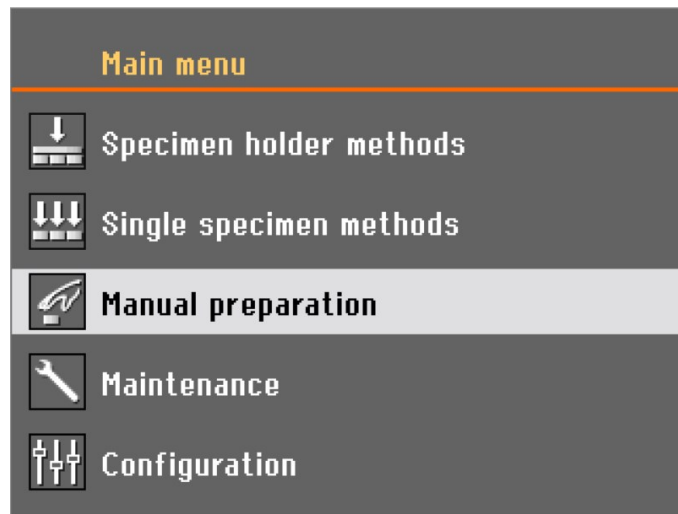 Main menu
Specimen holder methods
Single specimen methods
Manual preparation
Maintenance
Configuration